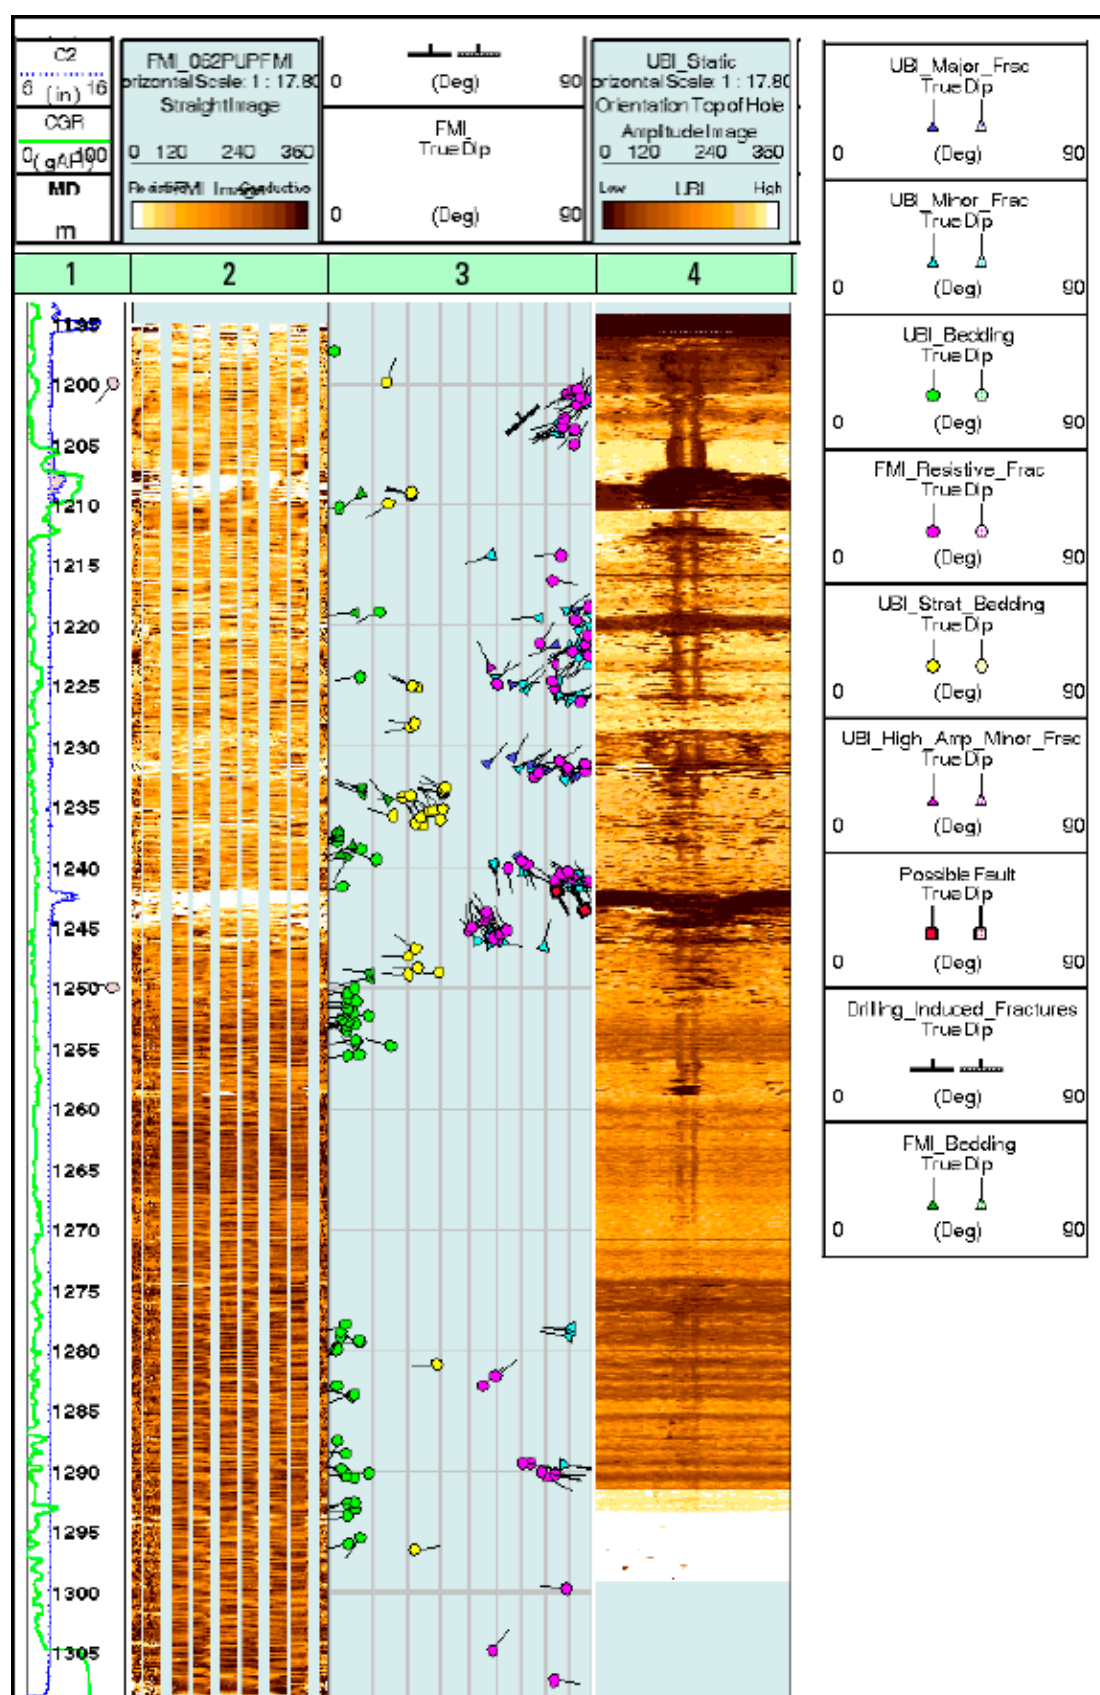 C2
6 (in) 16
CGR
0 (gAPI) 100
MD
m
FMI_062PUPFMI
orizontal Scale: 1 : 17.80
Straight Image
0 120 240 360
Resistive FMI Image Conductive
0 (Deg) 90
FMI_
True Dip
0 (Deg) 90
UBI_Static
orizontal Scale: 1 : 17.80
Orientation Top of Hole
Amplitude Image
0 120 240 360
Low UBI High
1 2 3 4
1195
1200
1205
1210
1215
1220
1225
1230
1235
1240
1245
1250
1255
1260
1265
1270
1275
1280
1285
1290
1295
1300
1305
UBI_Major_Frac
True Dip
0 (Deg) 90
UBI_Minor_Frac
True Dip
0 (Deg) 90
UBI_Bedding
True Dip
0 (Deg) 90
FMI_Resistive_Frac
True Dip
0 (Deg) 90
UBI_Strat_Bedding
True Dip
0 (Deg) 90
UBI_High_Amp_Minor_Frac
True Dip
0 (Deg) 90
Possible Fault
True Dip
0 (Deg) 90
Drilling_Induced_Fractures
True Dip
0 (Deg) 90
FMI_Bedding
True Dip
0 (Deg) 90